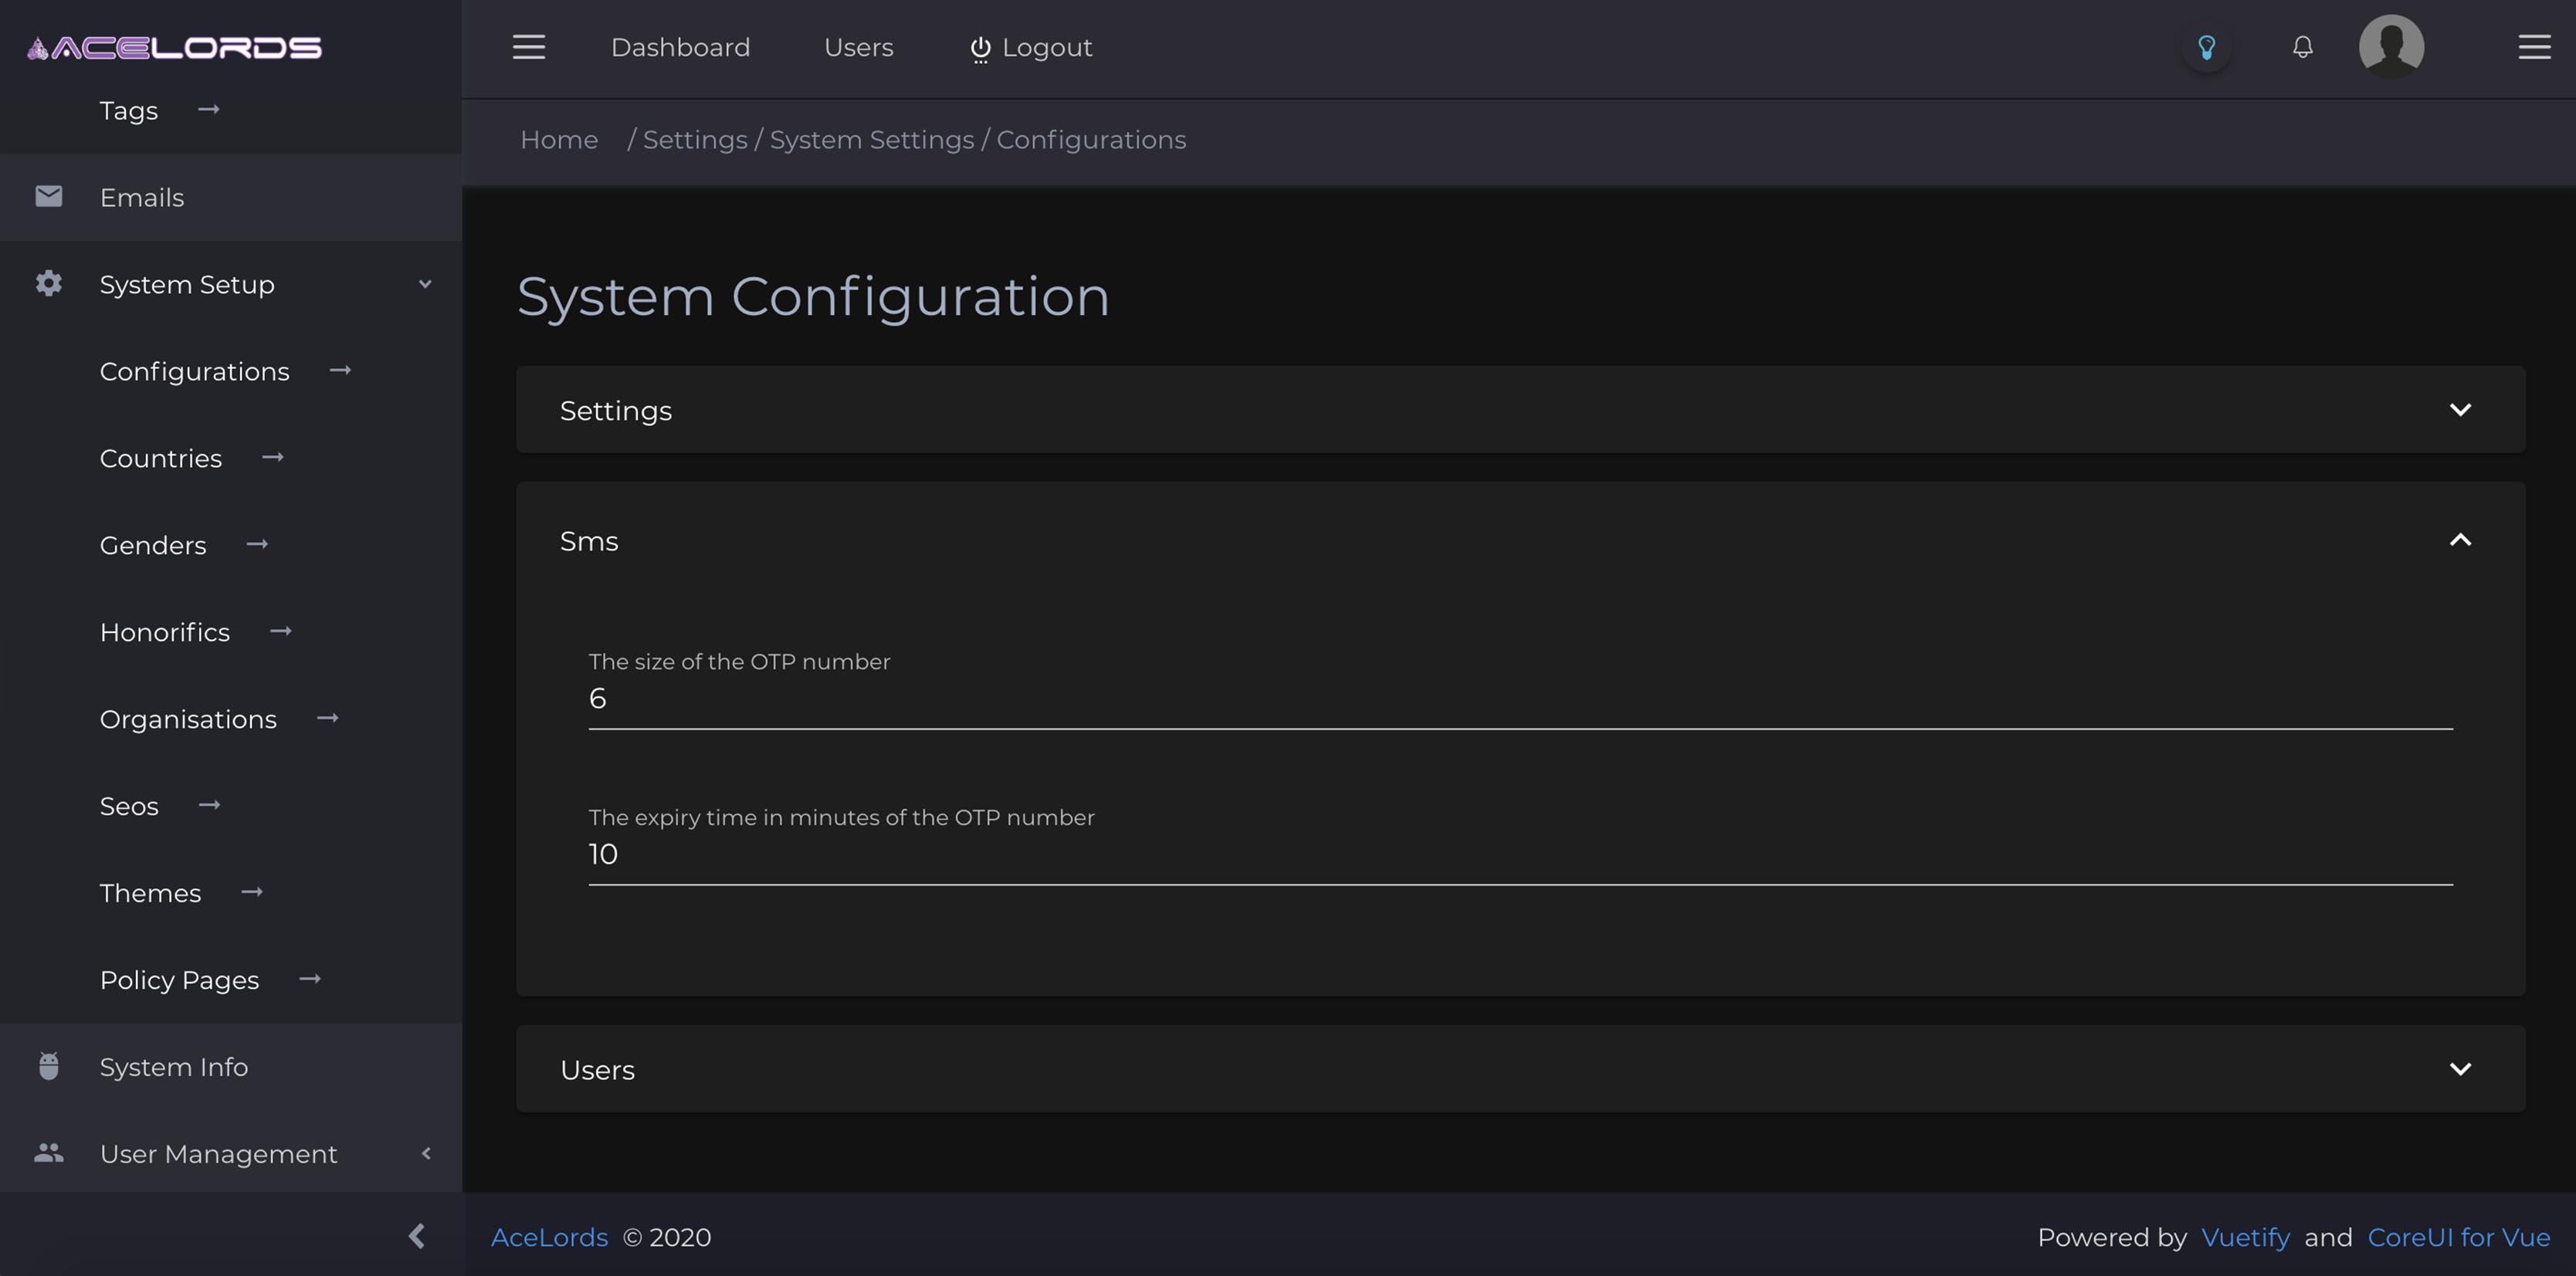 ACELORDS
Tags
Emails
System Setup
Configurations
Countries
Genders
Honorifics
Organisations
Seos
Themes
Policy Pages
System Info
User Management
Dashboard Users Logout
Home / Settings / System Settings / Configurations
System Configuration
Settings
Sms
The size of the OTP number
6
The expiry time in minutes of the OTP number
10
Users
AceLords © 2020
Powered by Vuetify and CoreUI for Vue